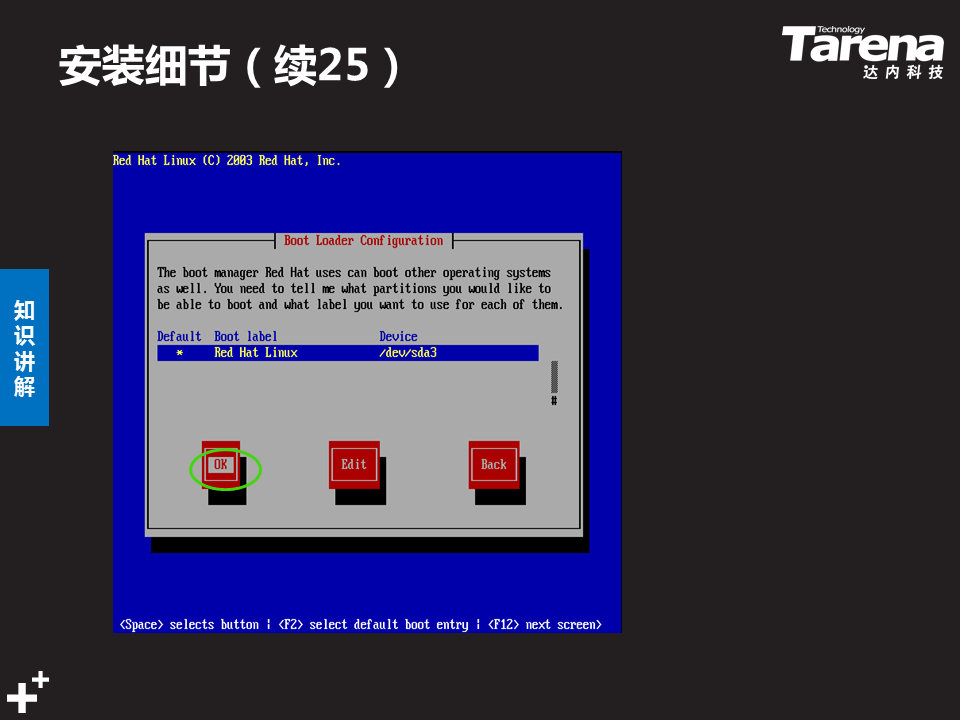 安装细节（续25）
Technology
Tarena
达内科技
Red Hat Linux (C) 2003 Red Hat, Inc.
Boot Loader Configuration
The boot manager Red Hat uses can boot other operating systems
as well. You need to tell me what partitions you would like to
be able to boot and what label you want to use for each of them.
Default Boot label Device
* Red Hat Linux /dev/sda3
#
OK Edit Back
<Space> selects button | <F2> select default boot entry | <F12> next screen>
知识讲解